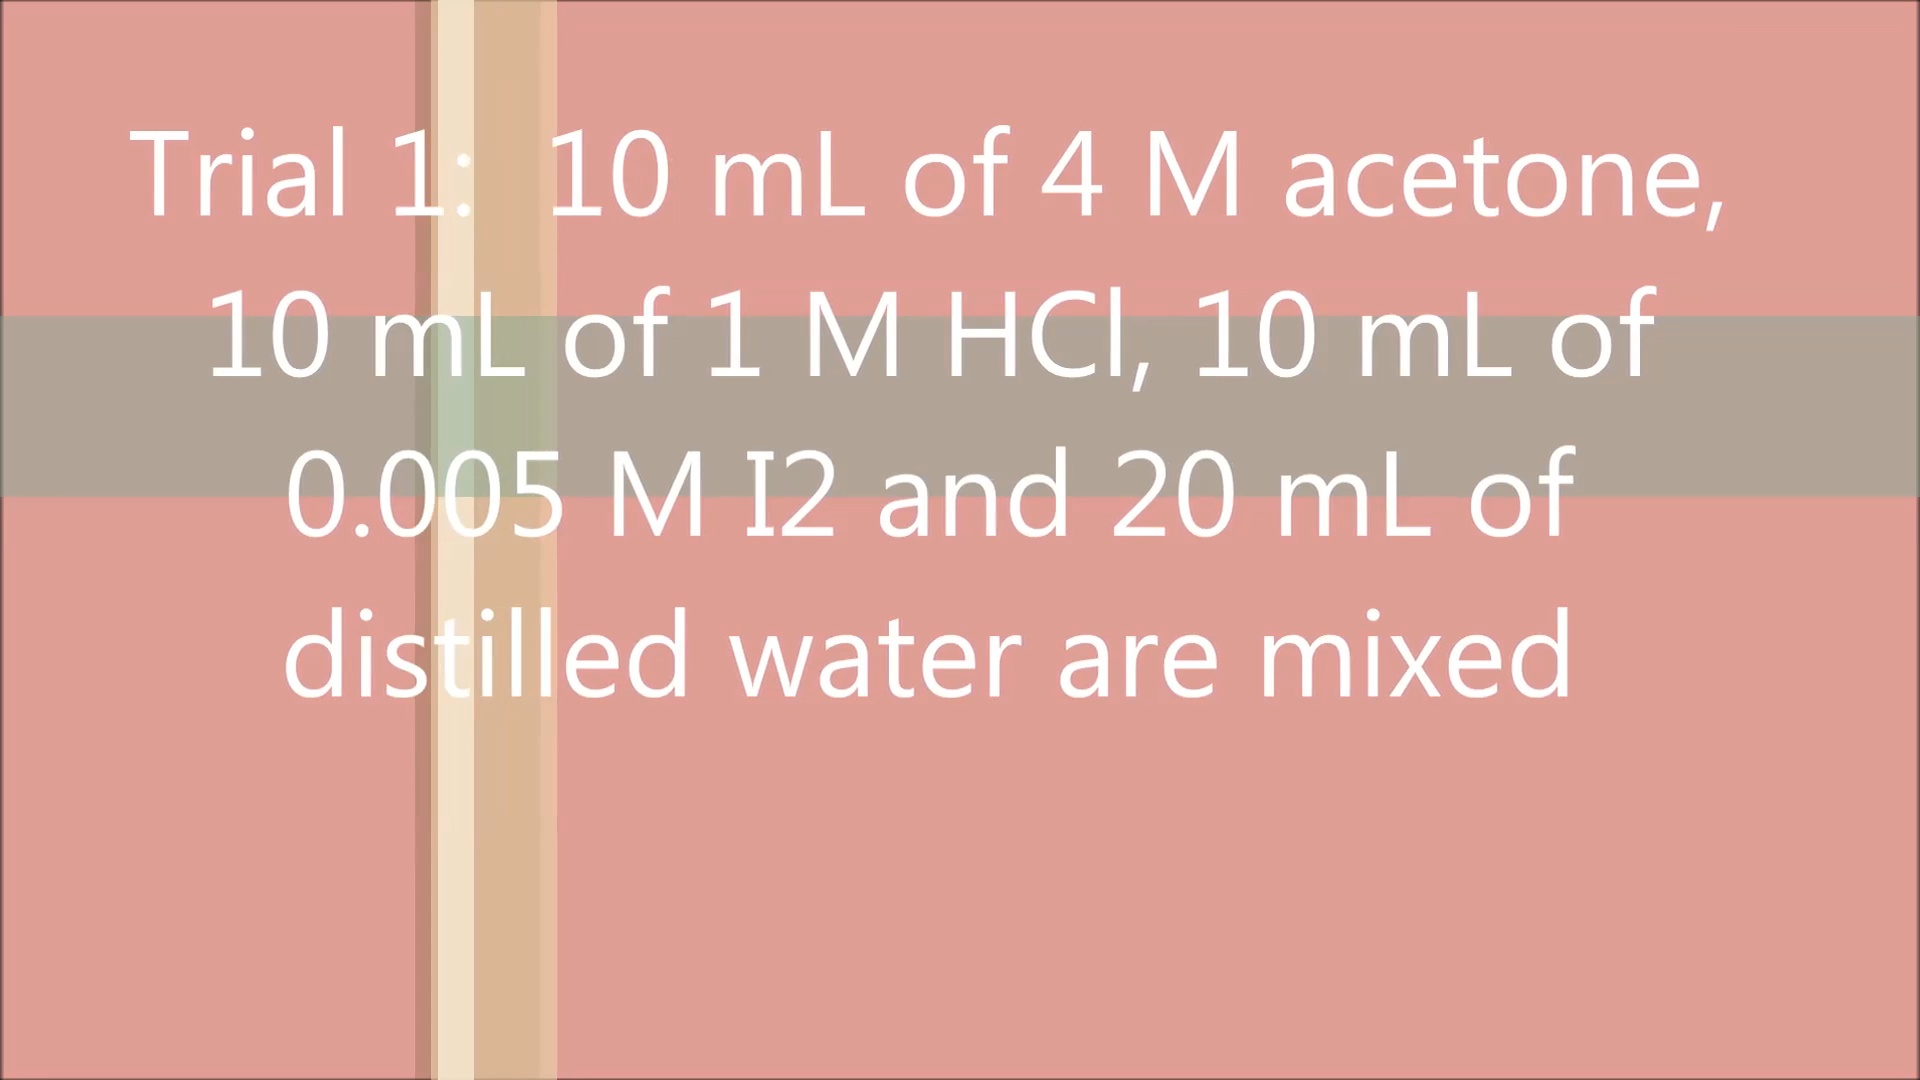 Trial 1:  10 mL of 4 M acetone,
10 mL of 1 M HCl, 10 mL of
0.005 M I2 and 20 mL of
distilled water are mixed